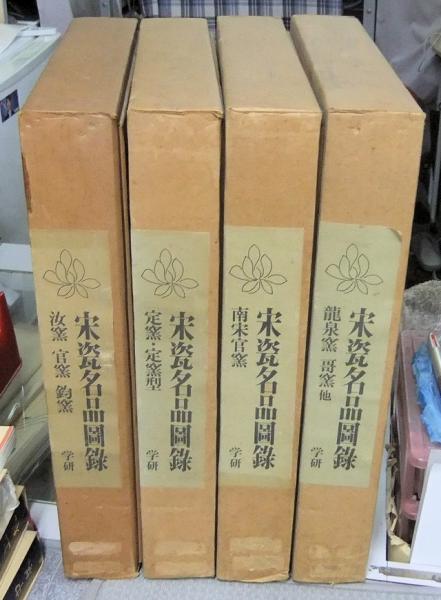 宋瓷名品圖錄
汝窯 官窯 鈞窯
学研
宋瓷名品圖錄
定窯・定窯型
学研
宋瓷名品圖錄
南宋官窯
学研
宋瓷名品圖錄
龍泉窯 哥窯 他
学研